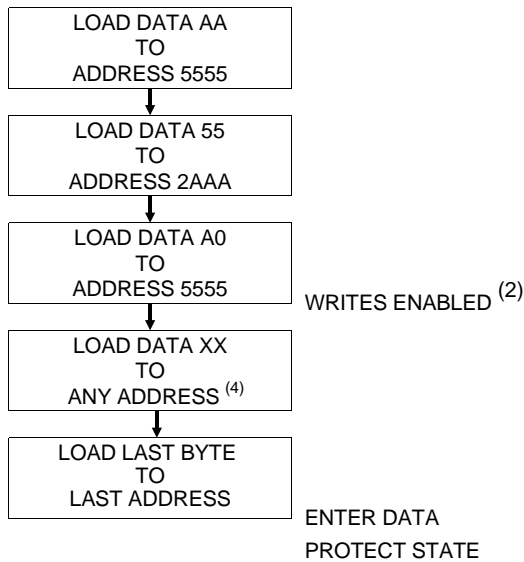 LOAD DATA AA
TO
ADDRESS 5555
LOAD DATA 55
TO
ADDRESS 2AAA
LOAD DATA A0
TO
ADDRESS 5555
WRITES ENABLED (2)
LOAD DATA XX
TO
ANY ADDRESS (4)
LOAD LAST BYTE
TO
LAST ADDRESS
ENTER DATA
PROTECT STATE